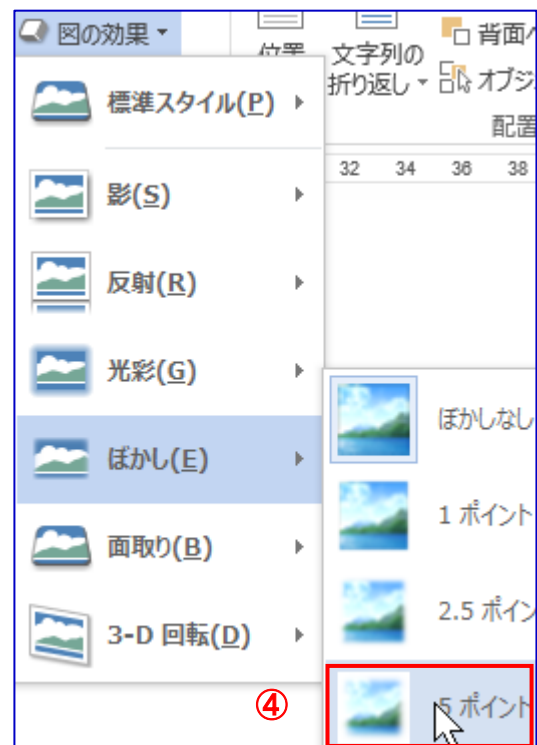 図の効果
文字列の
折り返し
背面
オブジ
配置
標準スタイル(P)
32 34 36 38
影(S)
反射(R)
光彩(G)
ぼかし(E)
面取り(B)
3-D 回転(D)
ぼかしなし
1 ポイント
2.5 ポイン
5 ポイント
④